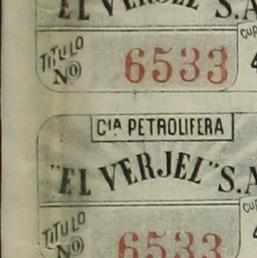 "EL VERJEL" S.A
TITULO
Nº 6533
CIA PETROLIFERA
"EL VERJEL" S.A
TITULO
Nº 6533